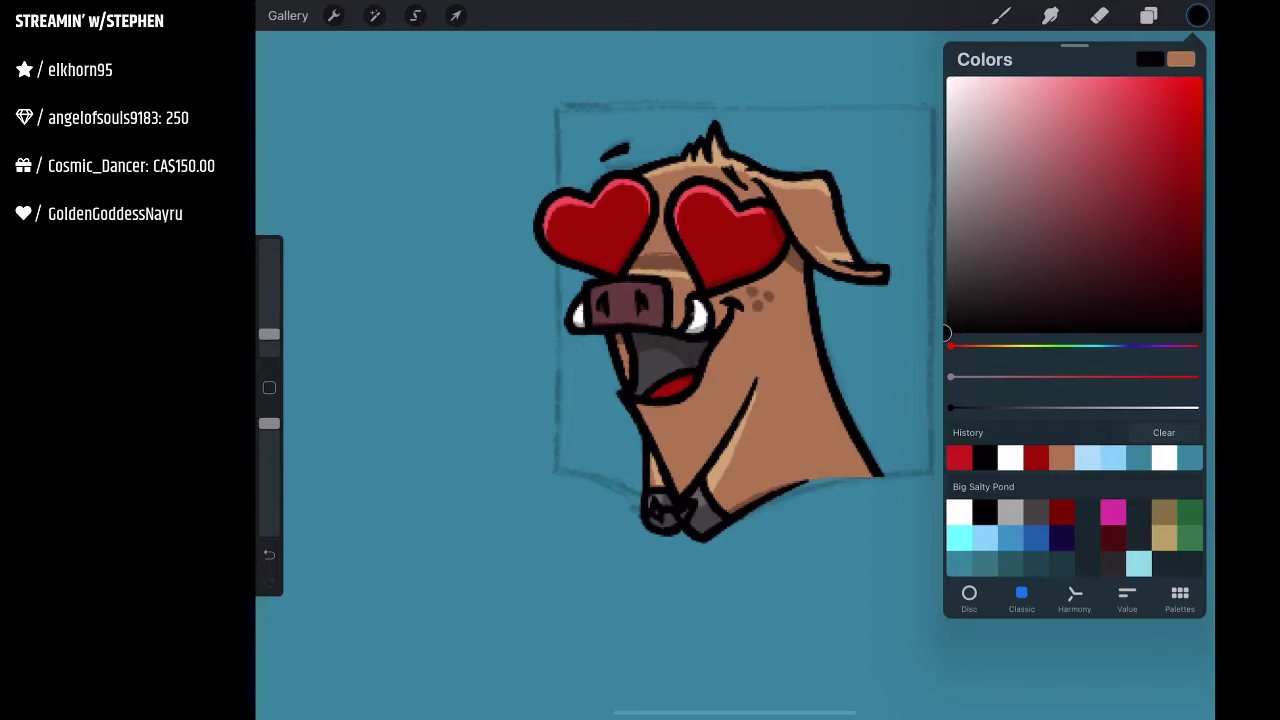 STREAMIN' w/STEPHEN
/ elkhorn95
/ angelofsouls9183: 250
/ Cosmic_Dancer: CA$150.00
/ GoldenGoddessNayru
Gallery
Colors
History
Clear
Big Salty Pond
Disc
Classic
Harmony
Value
Palettes